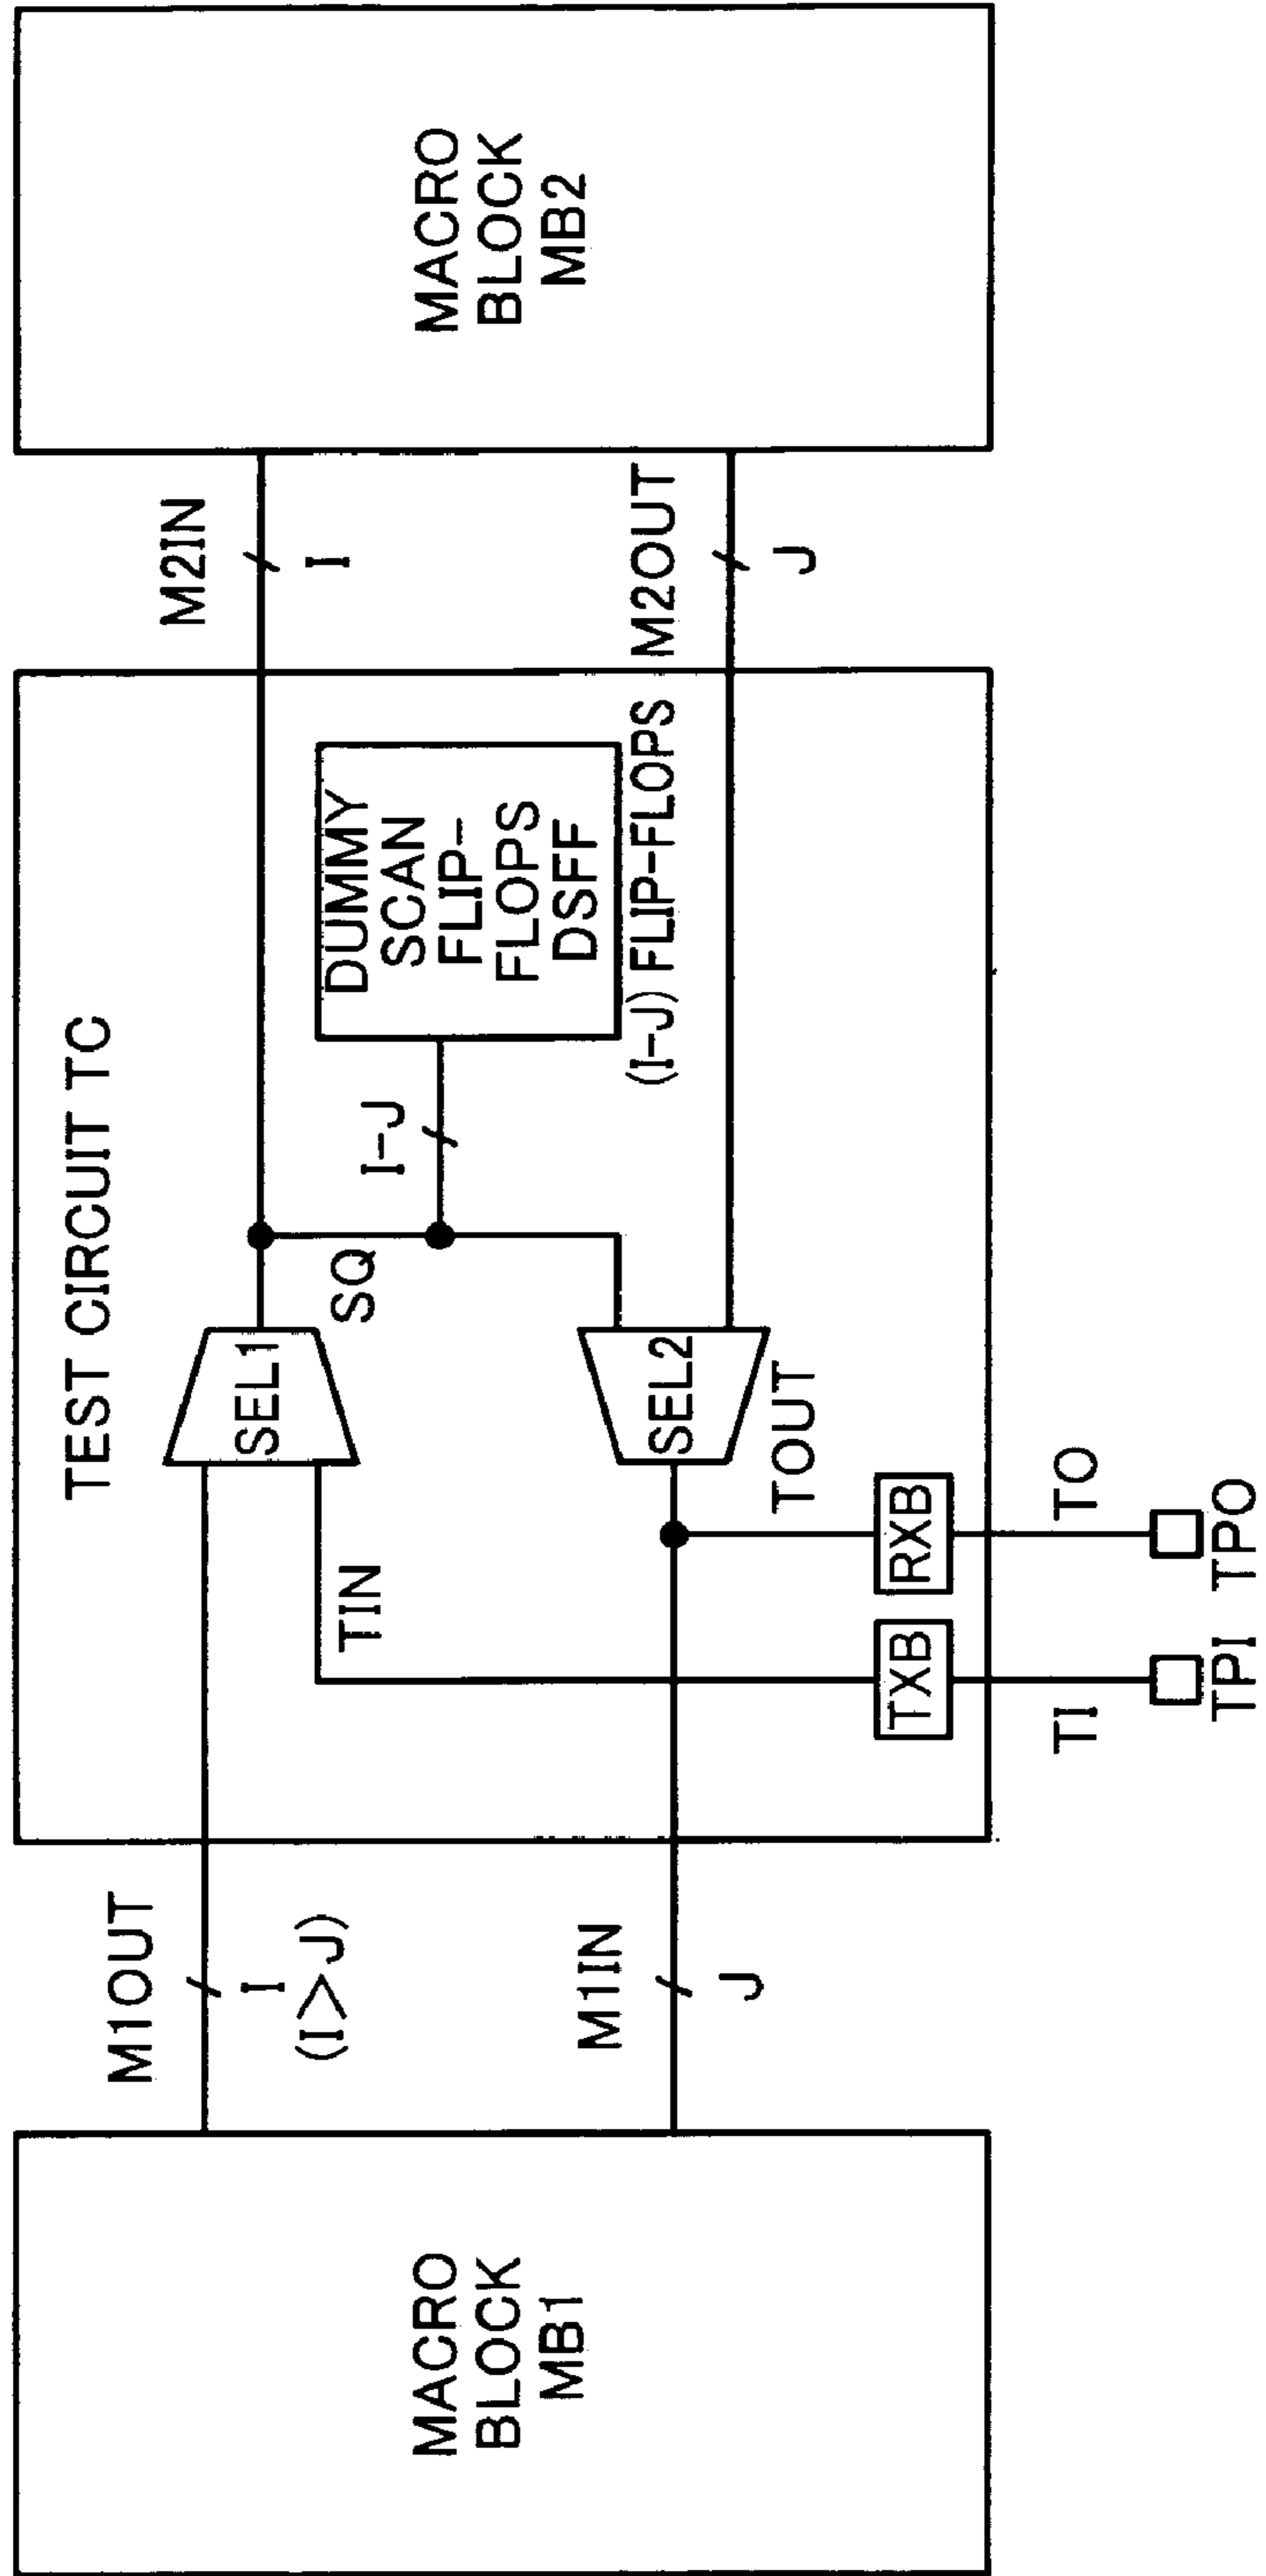 MACRO
BLOCK
MB1
M1OUT
I
(I>J)
M1IN
J
TEST CIRCUIT TC
SEL1
TIN
SQ
I-J
DUMMY
SCAN
FLIP-
FLOPS
DSFF
(I-J) FLIP-FLOPS
SEL2
TOUT
TXB
RXB
TI
TO
TPI
TPO
M2IN
I
M2OUT
J
MACRO
BLOCK
MB2